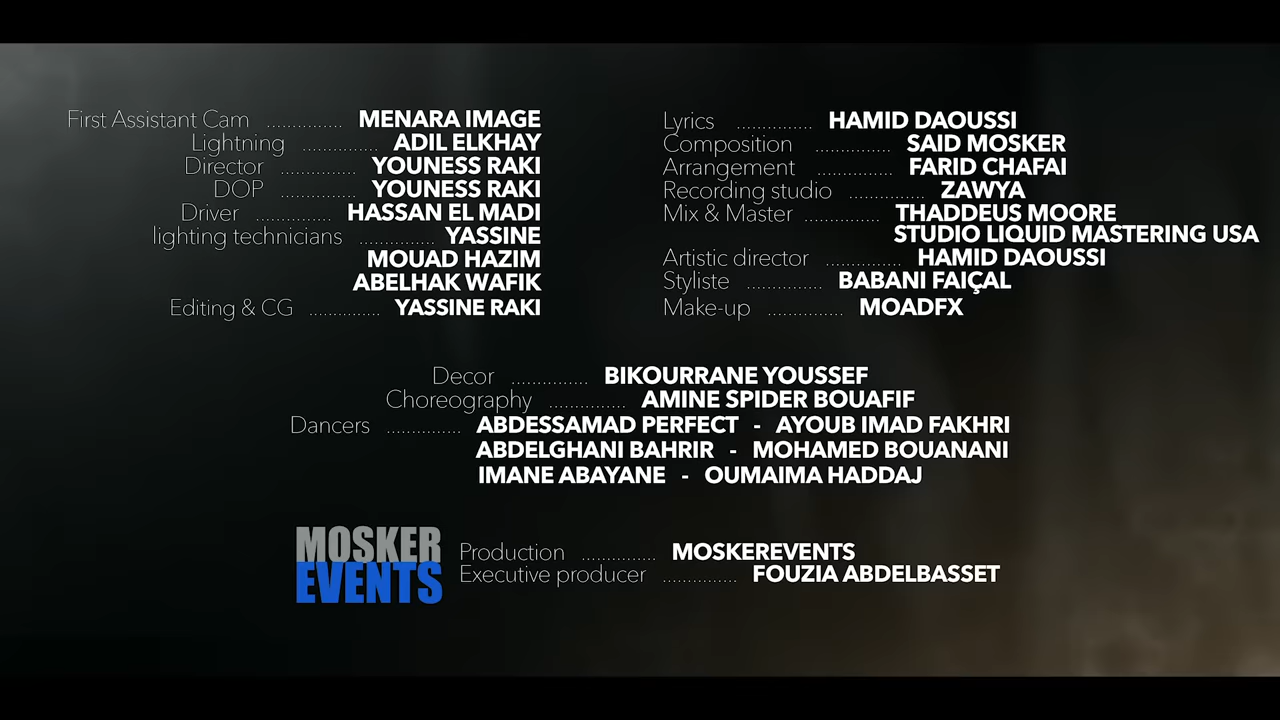 First Assistant Cam ............... MENARA IMAGE
Lightning ............... ADIL ELKHAY
Director ............... YOUNESS RAKI
DOP ............... YOUNESS RAKI
Driver ............... HASSAN EL MADI
lighting technicians ............... YASSINE
MOUAD HAZIM
ABELHAK WAFIK
Editing & CG ............... YASSINE RAKI
Lyrics ............... HAMID DAOUSSI
Composition ............... SAID MOSKER
Arrangement ............... FARID CHAFAI
Recording studio ............... ZAWYA
Mix & Master ............... THADDEUS MOORE
STUDIO LIQUID MASTERING USA
Artistic director ............... HAMID DAOUSSI
Styliste ............... BABANI FAIÇAL
Make-up ............... MOADFX
Decor ............... BIKOURRANE YOUSSEF
Choreography ............... AMINE SPIDER BOUAFIF
Dancers ............... ABDESSAMAD PERFECT - AYOUB IMAD FAKHRI
ABDELGHANI BAHRIR - MOHAMED BOUANANI
IMANE ABAYANE - OUMAIMA HADDAJ
MOSKER
EVENTS
Production ............... MOSKEREVENTS
Executive producer ............... FOUZIA ABDELBASSET